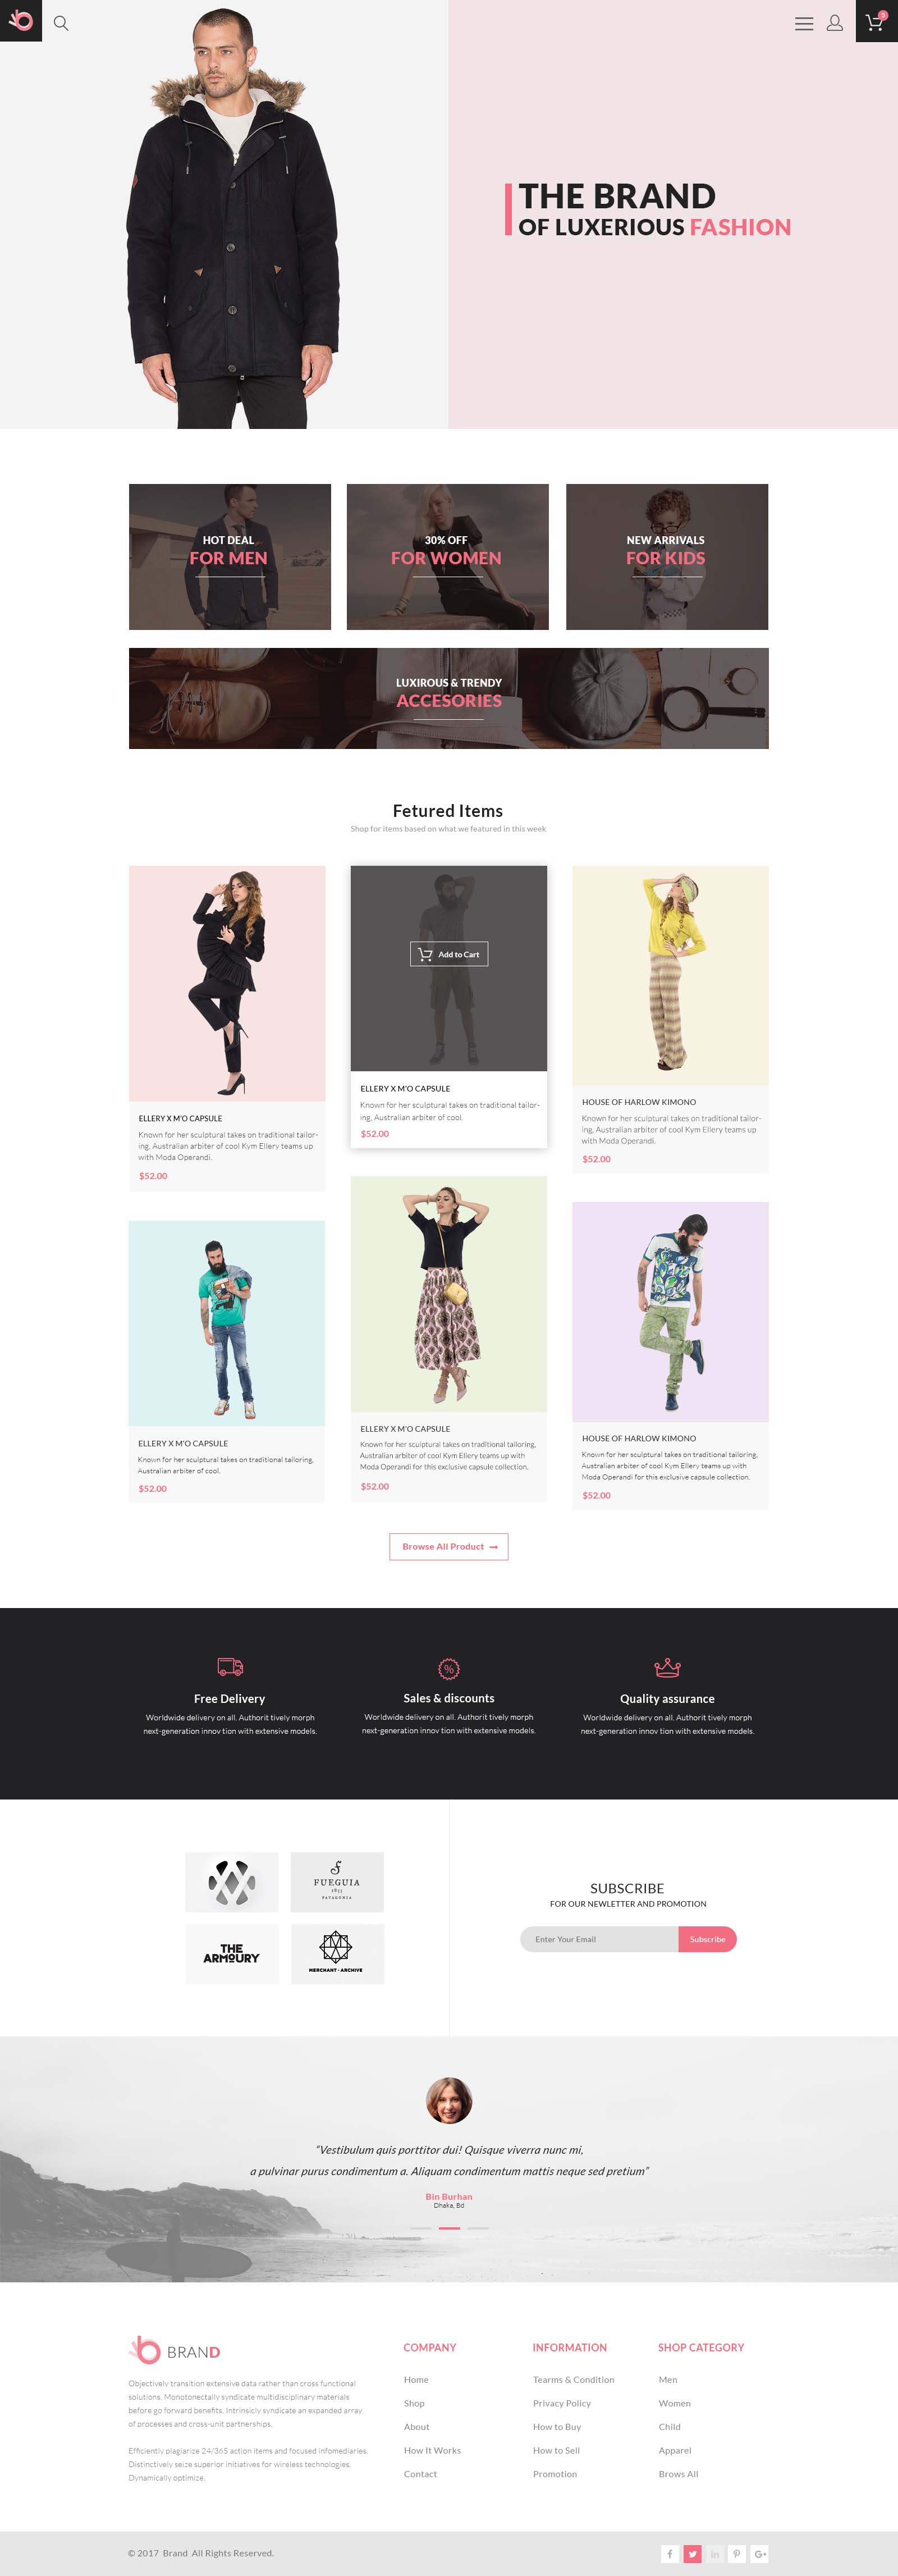 THE BRAND
OF LUXERIOUS FASHION
HOT DEAL
FOR MEN
30% OFF
FOR WOMEN
NEW ARRIVALS
FOR KIDS
LUXIROUS & TRENDY
ACCESORIES
Fetured Items
Shop for items based on what we featured in this week
ELLERY X M'O CAPSULE
Known for her sculptural takes on traditional tailor-
ing, Australian arbiter of cool Kym Ellery teams up
with Moda Operandi.
$52.00
Add to Cart
ELLERY X M'O CAPSULE
Known for her sculptural takes on traditional tailor-
ing, Australian arbiter of cool.
$52.00
HOUSE OF HARLOW KIMONO
Known for her sculptural takes on traditional tailor-
ing, Australian arbiter of cool Kym Ellery teams up
with Moda Operandi.
$52.00
ELLERY X M'O CAPSULE
Known for her sculptural takes on traditional tailoring,
Australian arbiter of cool.
$52.00
ELLERY X M'O CAPSULE
Known for her sculptural takes on traditional tailoring,
Australian arbiter of cool Kym Ellery teams up with
Moda Operandi for this exclusive capsule collection.
$52.00
HOUSE OF HARLOW KIMONO
Known for her sculptural takes on traditional tailoring,
Australian arbiter of cool Kym Ellery teams up with
Moda Operandi for this exclusive capsule collection.
$52.00
Browse All Product
Free Delivery
Worldwide delivery on all. Authorit tively morph
next-generation innov tion with extensive models.
%
Sales & discounts
Worldwide delivery on all. Authorit tively morph
next-generation innov tion with extensive models.
Quality assurance
Worldwide delivery on all. Authorit tively morph
next-generation innov tion with extensive models.
FUEGUIA
1833
PATAGONIA
THE
ARMOURY
MERCHANT · ARCHIVE
SUBSCRIBE
FOR OUR NEWLETTER AND PROMOTION
Enter Your Email
Subscribe
“Vestibulum quis porttitor dui! Quisque viverra nunc mi,
a pulvinar purus condimentum a. Aliquam condimentum mattis neque sed pretium”
Bin Burhan
Dhaka, Bd
BRAND
Objectively transition extensive data rather than cross functional
solutions. Monotonectally syndicate multidisciplinary materials
before go forward benefits. Intrinsicly syndicate an expanded array
of processes and cross-unit partnerships.
Efficiently plagiarize 24/365 action items and focused infomediaries.
Distinctively seize superior initiatives for wireless technologies.
Dynamically optimize.
COMPANY
Home
Shop
About
How It Works
Contact
INFORMATION
Tearms & Condition
Privacy Policy
How to Buy
How to Sell
Promotion
SHOP CATEGORY
Men
Women
Child
Apparel
Brows All
© 2017 Brand All Rights Reserved.